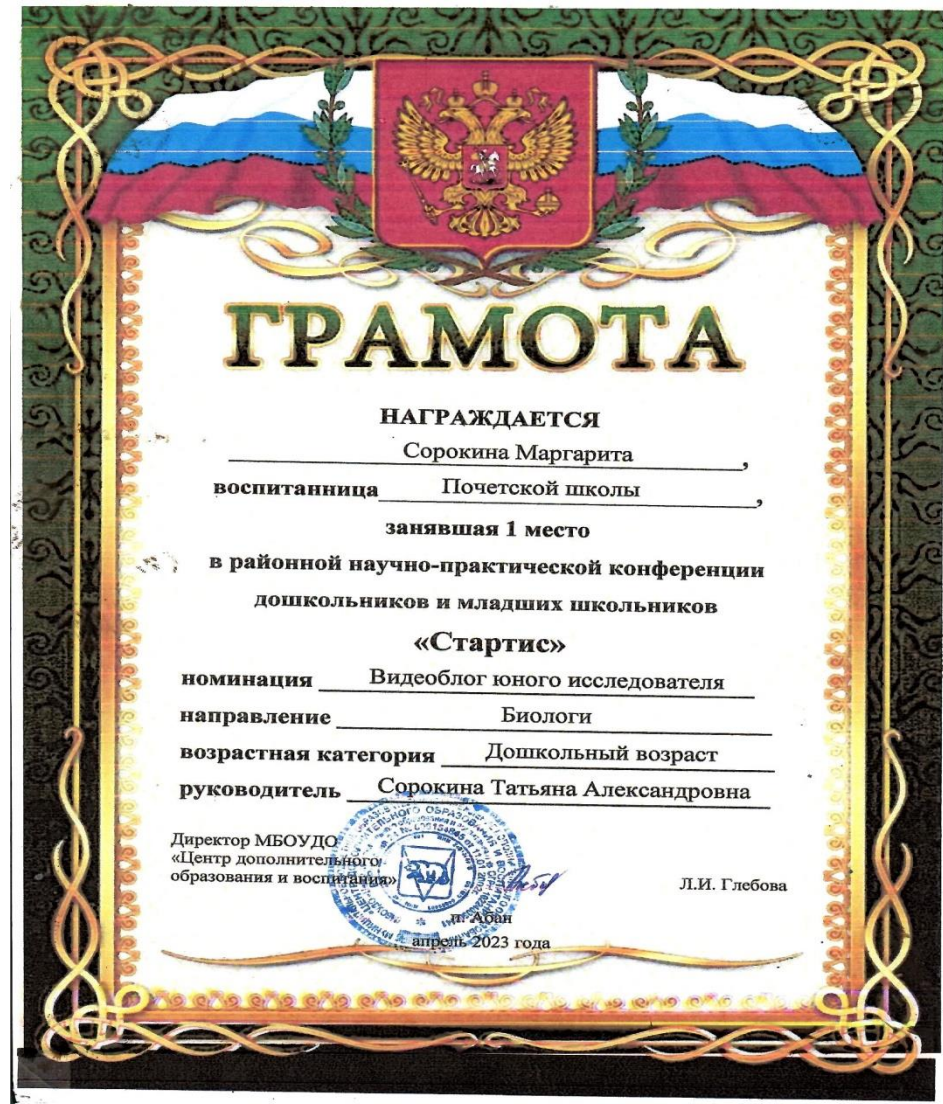 ГРАМОТА
НАГРАЖДАЕТСЯ
Сорокина Маргарита,
воспитанница Почетской школы,
занявшая 1 место
в районной научно-практической конференции
дошкольников и младших школьников
«Стартис»
номинация Видеоблог юного исследователя
направление Биологи
возрастная категория Дошкольный возраст
руководитель Сорокина Татьяна Александровна
Директор МБОУДО
«Центр дополнительного
образования и воспитания»
Л.И. Глебова
п. Абан
апрель 2023 года